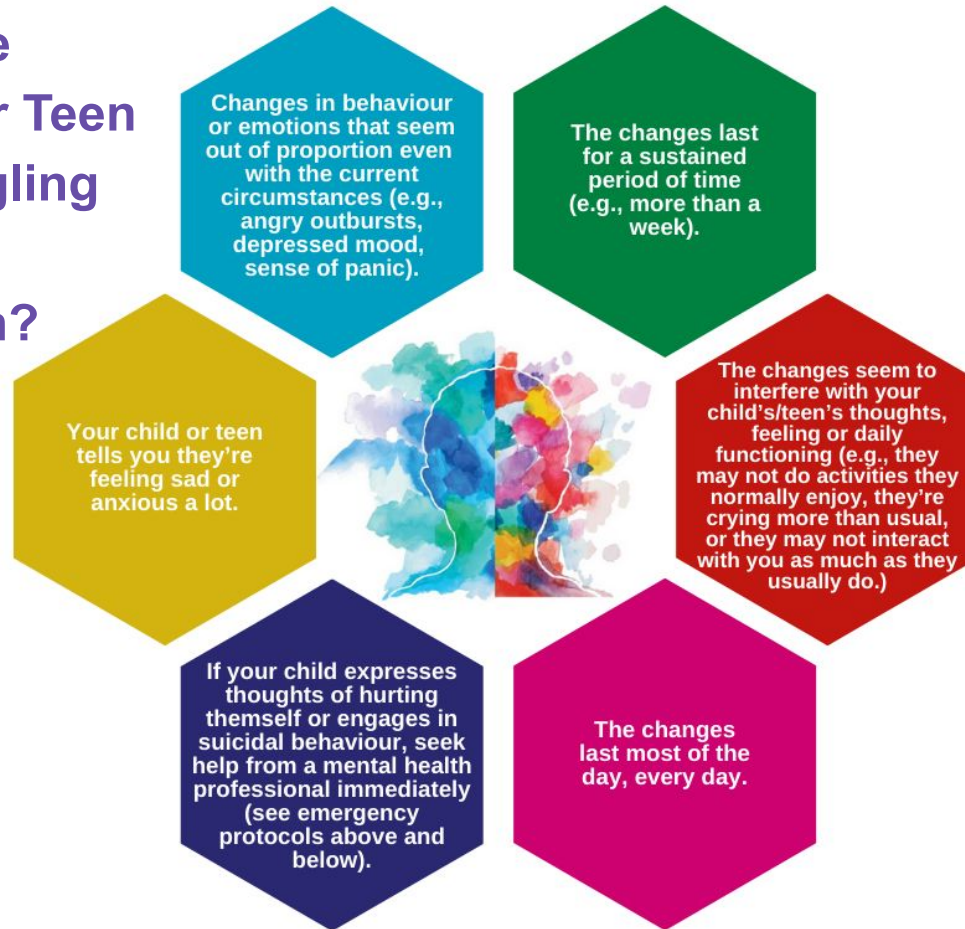 e
r Teen
gling
n?
Changes in behaviour
or emotions that seem
out of proportion even
with the current
circumstances (e.g.,
angry outbursts,
depressed mood,
sense of panic).
The changes last
for a sustained
period of time
(e.g., more than a
week).
Your child or teen
tells you they're
feeling sad or
anxious a lot.
The changes seem to
interfere with your
child's/teen's thoughts,
feeling or daily
functioning (e.g., they
may not do activities they
normally enjoy, they're
crying more than usual,
or they may not interact
with you as much as they
usually do.)
If your child expresses
thoughts of hurting
themself or engages in
suicidal behaviour, seek
help from a mental health
professional immediately
(see emergency
protocols above and
below).
The changes
last most of the
day, every day.